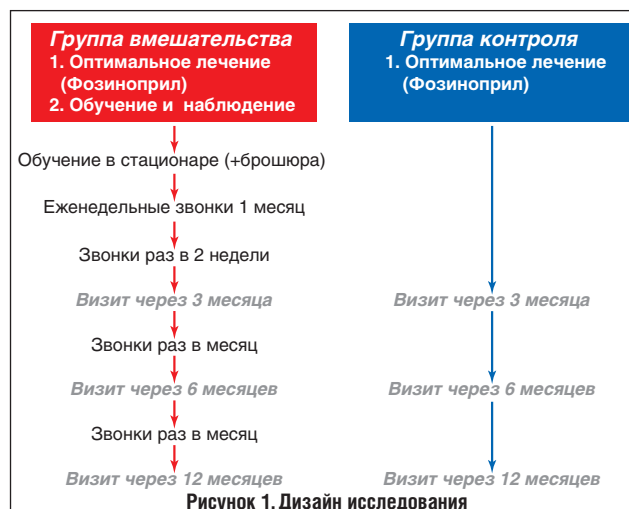 Группа вмешательства
1. Оптимальное лечение
(Фозиноприл)
2. Обучение и наблюдение
Обучение в стационаре (+брошюра)
Еженедельные звонки 1 месяц
Звонки раз в 2 недели
Визит через 3 месяца
Звонки раз в месяц
Визит через 6 месяцев
Звонки раз в месяц
Визит через 12 месяцев
Группа контроля
1. Оптимальное лечение
(Фозиноприл)
Визит через 3 месяца
Визит через 6 месяцев
Визит через 12 месяцев
Рисунок 1. Дизайн исследования